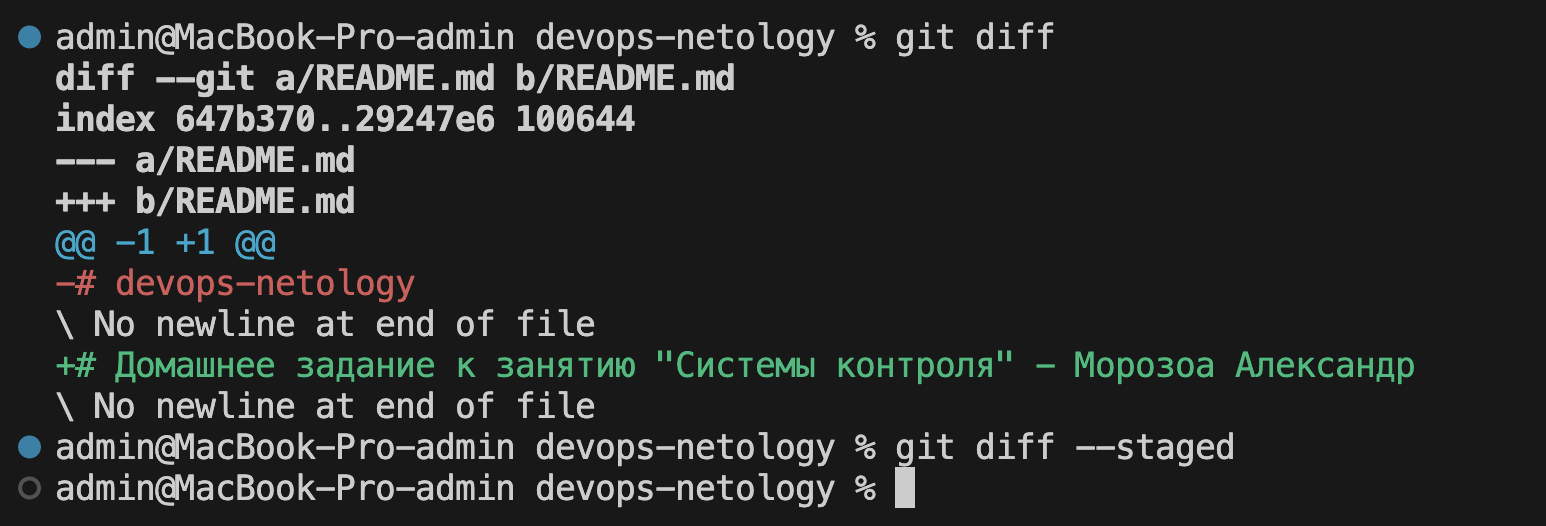 admin@MacBook-Pro-admin devops-netology % git diff
diff --git a/README.md b/README.md
index 647b370..29247e6 100644
--- a/README.md
+++ b/README.md
@@ -1 +1 @@
-# devops-netology
\ No newline at end of file
+# Домашнее задание к занятию "Системы контроля" - Морозоа Александр
\ No newline at end of file
admin@MacBook-Pro-admin devops-netology % git diff --staged
admin@MacBook-Pro-admin devops-netology %